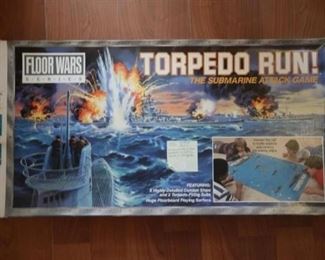 FLOOR WARS
SERIES
TORPEDO RUN!
THE SUBMARINE ATTACK GAME
FEATURING:
8 Highly-Detailed Combat Ships
and 2 Torpedo-Firing Subs
Huge Floorboard Playing Surface